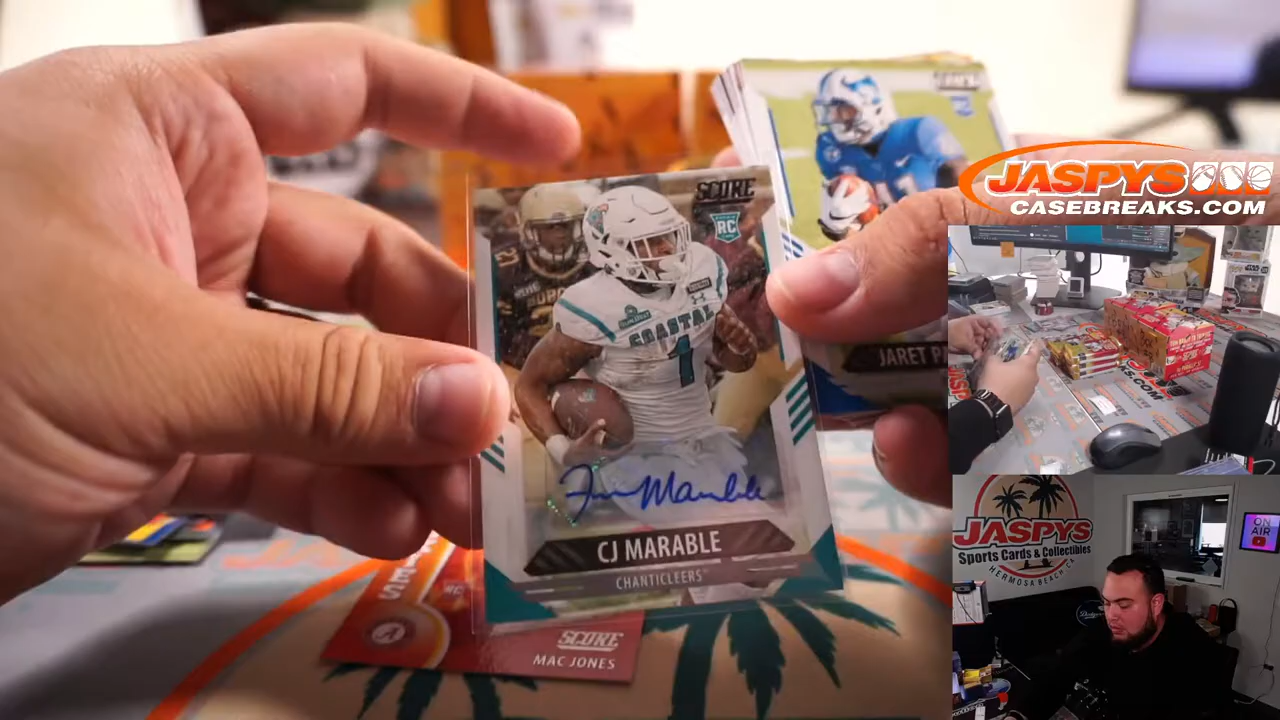 SCORE
RC
COASTAL
1
CJ MARABLE
CHANTICLEERS
JARET P
SCORE
MAC JONES
JASPYS
CASEBREAKS.COM
JASPYS
Sports Cards & Collectibles
HERMOSA BEACH, CA
ON
AIR